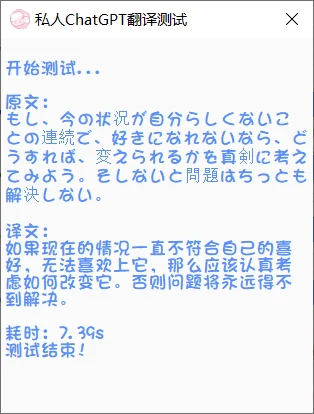 私人ChatGPT翻译测试
开始测试...
原文:
もし、今の状況が自分らしくないこ
との連続で、好きになれないなら、ど
うすれば、変えられるかを真剣に考え
てみよう。そしないと問題はちっとも
解決しない。
译文:
如果现在的情况一直不符合自己的喜
好，无法喜欢上它，那么应该认真考
虑如何改变它。否则问题将永远得不
到解决。
耗时: 7.39s
测试结束!